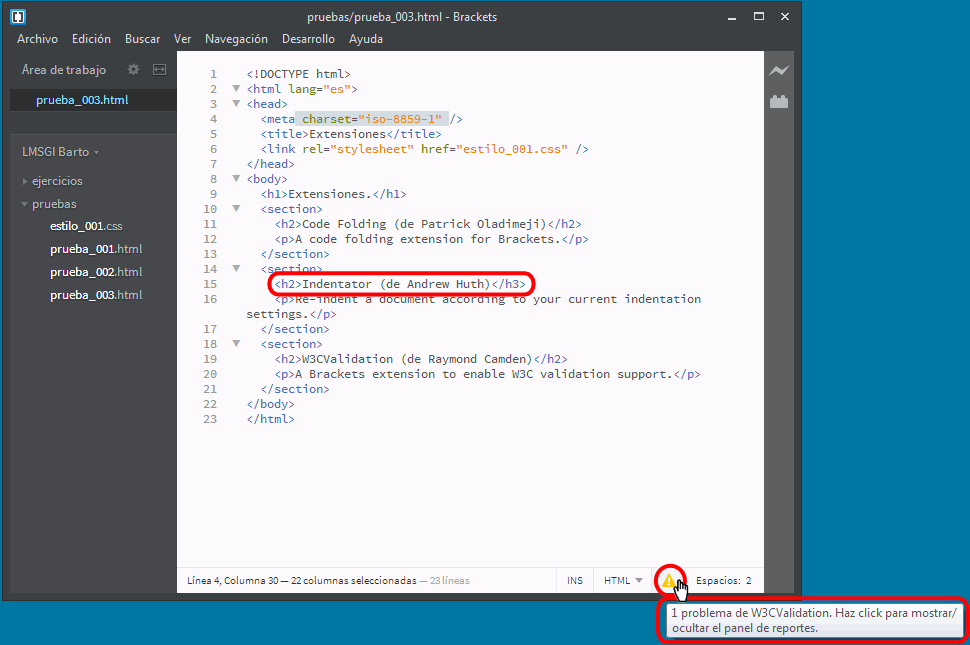 pruebas/prueba_003.html - Brackets
Archivo Edición Buscar Ver Navegación Desarrollo Ayuda
Área de trabajo
prueba_003.html
LMSGI Barto
ejercicios
pruebas
estilo_001.css
prueba_001.html
prueba_002.html
prueba_003.html
1 <!DOCTYPE html>
2 <html lang="es">
3 <head>
4 <meta charset="iso-8859-1" />
5 <title>Extensiones</title>
6 <link rel="stylesheet" href="estilo_001.css" />
7 </head>
8 <body>
9 <h1>Extensiones.</h1>
10 <section>
11 <h2>Code Folding (de Patrick Oladimeji)</h2>
12 <p>A code folding extension for Brackets.</p>
13 </section>
14 <section>
15 <h2>Indentator (de Andrew Huth)</h3>
16 <p>Re-indent a document according to your current indentation
settings.</p>
17 </section>
18 <section>
19 <h2>W3CValidation (de Raymond Camden)</h2>
20 <p>A Brackets extension to enable W3C validation support.</p>
21 </section>
22 </body>
23 </html>
Línea 4, Columna 30 — 22 columnas seleccionadas — 23 líneas INS HTML Espacios: 2
1 problema de W3CValidation. Haz click para mostrar/
ocultar el panel de reportes.